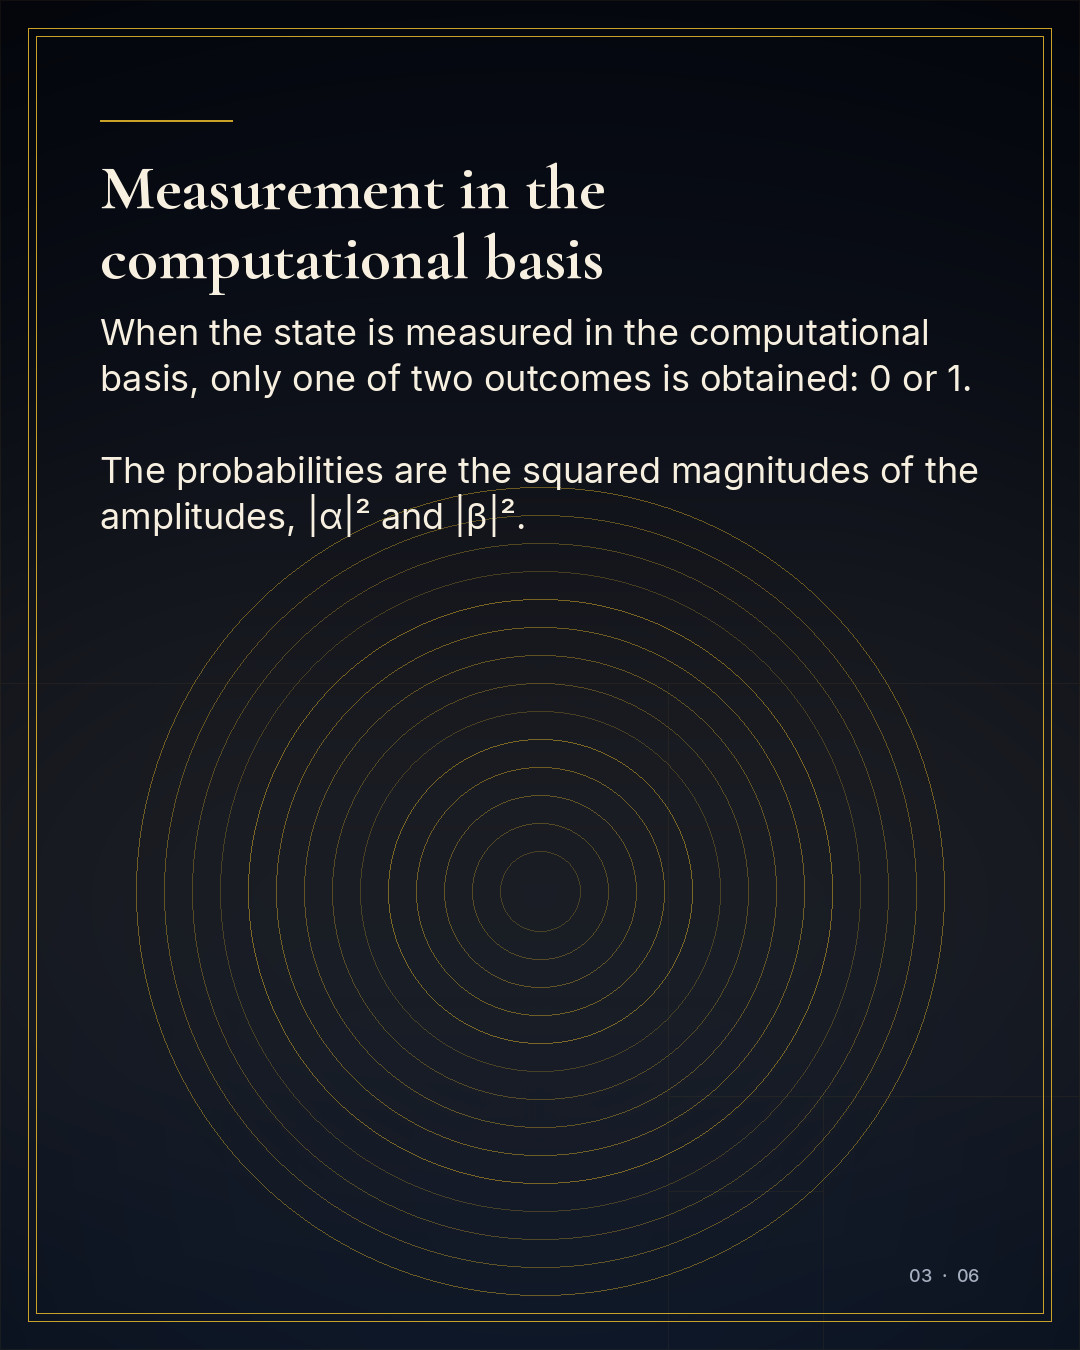 Measurement in the
computational basis
When the state is measured in the computational
basis, only one of two outcomes is obtained: 0 or 1.
The probabilities are the squared magnitudes of the
amplitudes, |α|² and |β|².
03 · 06